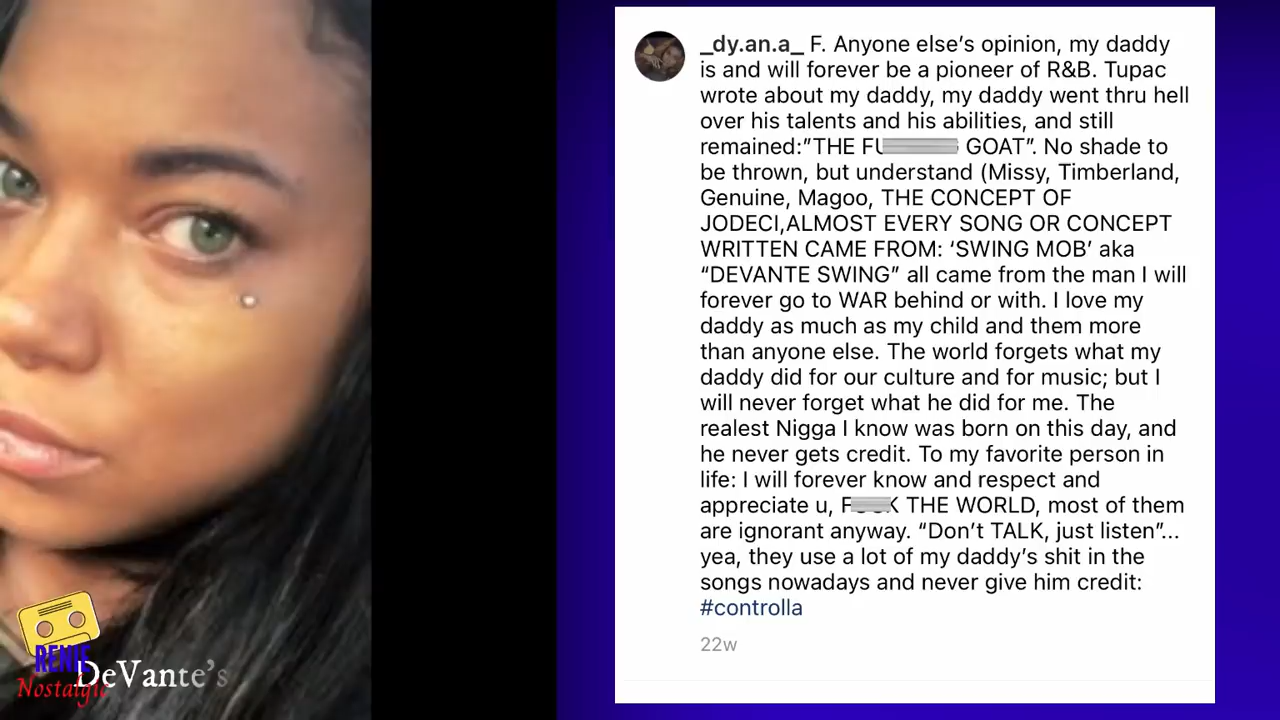 _dy.an.a_ F. Anyone else’s opinion, my daddy
is and will forever be a pioneer of R&B. Tupac
wrote about my daddy, my daddy went thru hell
over his talents and his abilities, and still
remained:”THE FU G GOAT”. No shade to
be thrown, but understand (Missy, Timberland,
Genuine, Magoo, THE CONCEPT OF
JODECI,ALMOST EVERY SONG OR CONCEPT
WRITTEN CAME FROM: ‘SWING MOB’ aka
“DEVANTE SWING” all came from the man I will
forever go to WAR behind or with. I love my
daddy as much as my child and them more
than anyone else. The world forgets what my
daddy did for our culture and for music; but I
will never forget what he did for me. The
realest Nigga I know was born on this day, and
he never gets credit. To my favorite person in
life: I will forever know and respect and
appreciate u, FUCK THE WORLD, most of them
are ignorant anyway. “Don’t TALK, just listen”...
yea, they use a lot of my daddy’s shit in the
songs nowadays and never give him credit:
#controlla
22w
RENIE
Nostalgic
DeVante’s